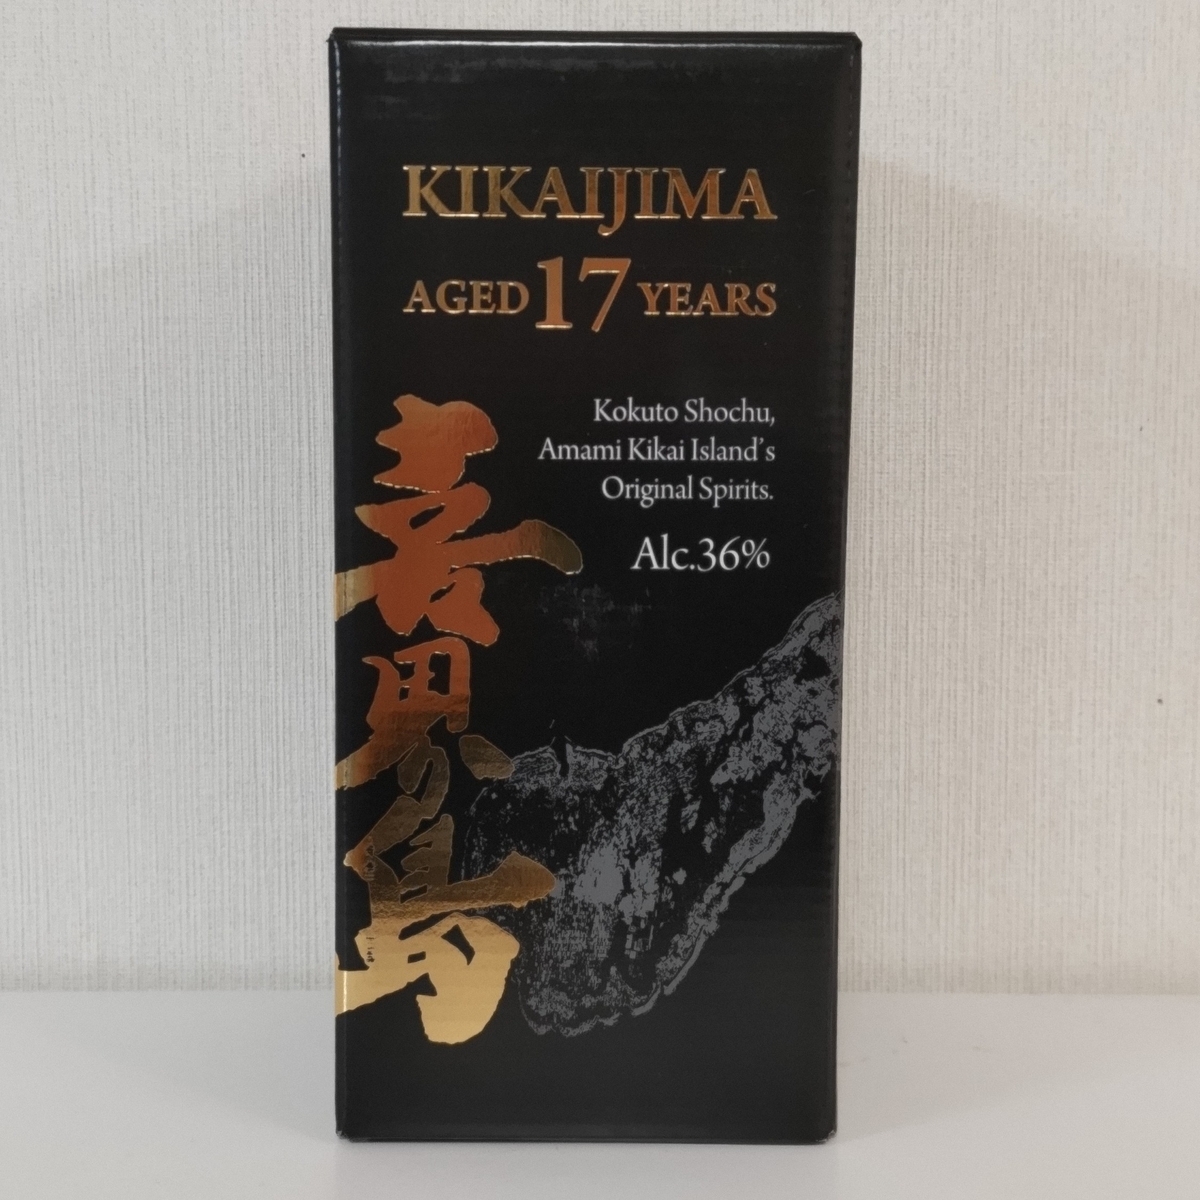 KIKAIJIMA
AGED 17 YEARS
Kokuto Shochu,
Amami Kikai Island's
Original Spirits.
Alc.36%
喜界島